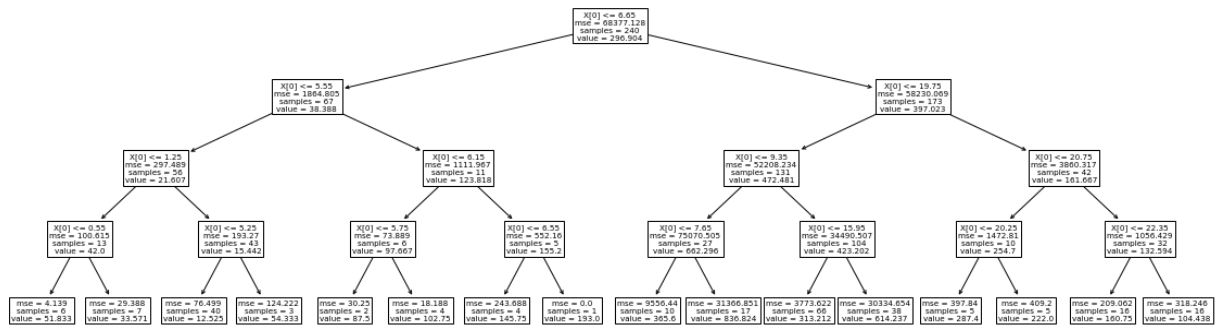 X[0] <= 6.65
mse = 68377.128
samples = 240
value = 296.904
X[0] <= 5.55
mse = 1864.805
samples = 67
value = 38.388
X[0] <= 19.75
mse = 58230.069
samples = 173
value = 397.023
X[0] <= 1.25
mse = 297.489
samples = 56
value = 21.607
X[0] <= 6.15
mse = 1111.967
samples = 11
value = 123.818
X[0] <= 9.35
mse = 52208.234
samples = 131
value = 472.481
X[0] <= 20.75
mse = 3860.317
samples = 42
value = 161.667
X[0] <= 0.55
mse = 100.615
samples = 13
value = 42.0
X[0] <= 5.25
mse = 193.27
samples = 43
value = 15.442
X[0] <= 5.75
mse = 73.889
samples = 6
value = 97.667
X[0] <= 6.55
mse = 552.16
samples = 5
value = 155.2
X[0] <= 7.65
mse = 75070.505
samples = 27
value = 662.296
X[0] <= 15.95
mse = 34490.507
samples = 104
value = 423.202
X[0] <= 20.25
mse = 1472.81
samples = 10
value = 254.7
X[0] <= 22.35
mse = 1056.429
samples = 32
value = 132.594
mse = 4.139
samples = 6
value = 51.833
mse = 29.388
samples = 7
value = 33.571
mse = 76.499
samples = 40
value = 12.525
mse = 124.222
samples = 3
value = 54.333
mse = 30.25
samples = 2
value = 87.5
mse = 18.188
samples = 4
value = 102.75
mse = 243.688
samples = 4
value = 145.75
mse = 0.0
samples = 1
value = 193.0
mse = 9556.44
samples = 10
value = 365.6
mse = 31366.851
samples = 17
value = 836.824
mse = 3773.622
samples = 66
value = 313.212
mse = 30334.654
samples = 38
value = 614.237
mse = 397.84
samples = 5
value = 287.4
mse = 409.2
samples = 5
value = 222.0
mse = 209.062
samples = 16
value = 160.75
mse = 318.246
samples = 16
value = 104.438